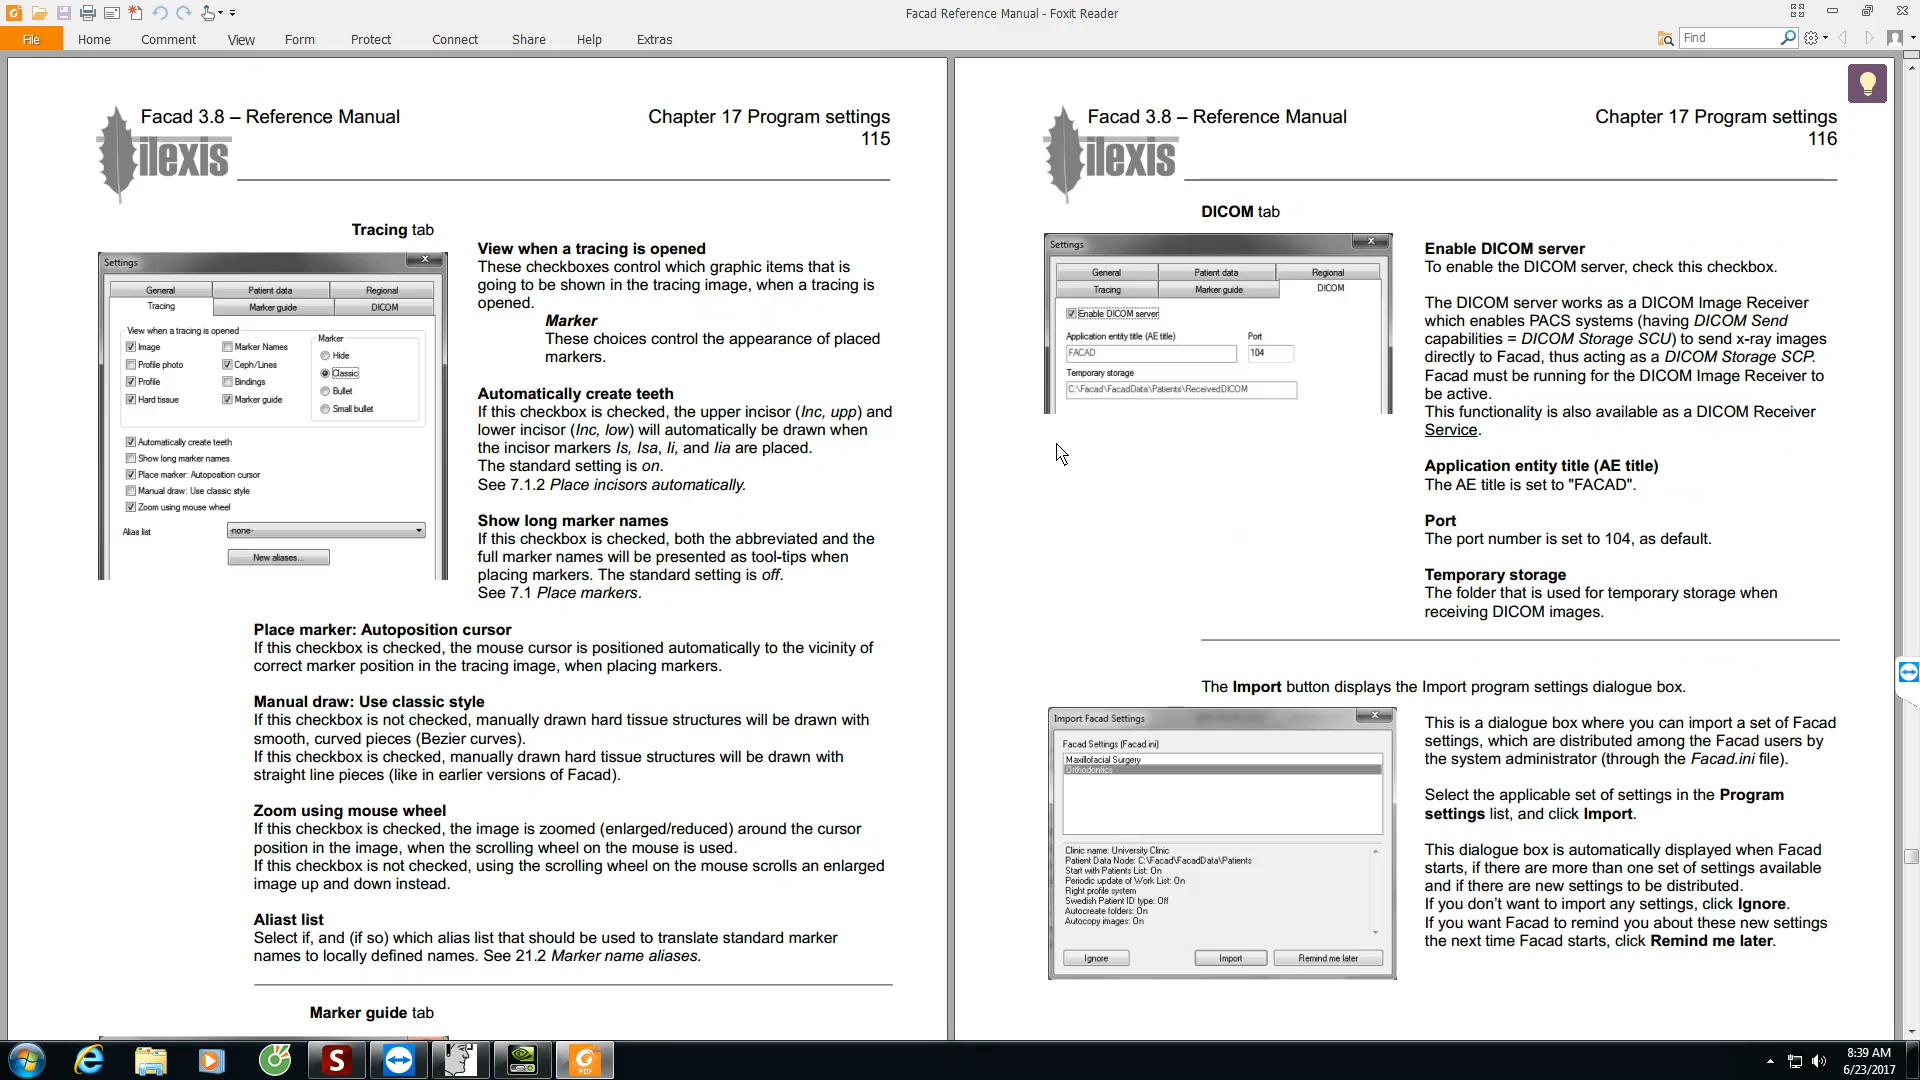 Facad Reference Manual - Foxit Reader
File Home Comment View Form Protect Connect Share Help Extras
Find
Facad 3.8 – Reference Manual
Chapter 17 Program settings
115
ilexis
Tracing tab
Settings
General Patient data Regional
Tracing Marker guide DICOM
View when a tracing is opened
Image
Profile photo
Profile
Hard tissue
Marker Names
Ceph/Lines
Bindings
Marker guide
Marker
Hide
Classic
Bullet
Small bullet
Automatically create teeth
Show long marker names
Place marker: Autoposition cursor
Manual draw: Use classic style
Zoom using mouse wheel
Alias list
-none-
New aliases...
View when a tracing is opened
These checkboxes control which graphic items that is
going to be shown in the tracing image, when a tracing is
opened.
Marker
These choices control the appearance of placed
markers.
Automatically create teeth
If this checkbox is checked, the upper incisor (Inc, upp) and
lower incisor (Inc, low) will automatically be drawn when
the incisor markers Is, Isa, Ii, and Iia are placed.
The standard setting is on.
See 7.1.2 Place incisors automatically.
Show long marker names
If this checkbox is checked, both the abbreviated and the
full marker names will be presented as tool-tips when
placing markers. The standard setting is off.
See 7.1 Place markers.
Place marker: Autoposition cursor
If this checkbox is checked, the mouse cursor is positioned automatically to the vicinity of
correct marker position in the tracing image, when placing markers.
Manual draw: Use classic style
If this checkbox is not checked, manually drawn hard tissue structures will be drawn with
smooth, curved pieces (Bezier curves).
If this checkbox is checked, manually drawn hard tissue structures will be drawn with
straight line pieces (like in earlier versions of Facad).
Zoom using mouse wheel
If this checkbox is checked, the image is zoomed (enlarged/reduced) around the cursor
position in the image, when the scrolling wheel on the mouse is used.
If this checkbox is not checked, using the scrolling wheel on the mouse scrolls an enlarged
image up and down instead.
Aliast list
Select if, and (if so) which alias list that should be used to translate standard marker
names to locally defined names. See 21.2 Marker name aliases.
Marker guide tab
Facad 3.8 – Reference Manual
Chapter 17 Program settings
116
ilexis
DICOM tab
Settings
General Patient data Regional
Tracing Marker guide DICOM
Enable DICOM server
Application entity title (AE title) Port
FACAD 104
Temporary storage
C:\Facad\FacadData\Patients\ReceivedDICOM
Enable DICOM server
To enable the DICOM server, check this checkbox.
The DICOM server works as a DICOM Image Receiver
which enables PACS systems (having DICOM Send
capabilities = DICOM Storage SCU) to send x-ray images
directly to Facad, thus acting as a DICOM Storage SCP.
Facad must be running for the DICOM Image Receiver to
be active.
This functionality is also available as a DICOM Receiver
Service.
Application entity title (AE title)
The AE title is set to "FACAD".
Port
The port number is set to 104, as default.
Temporary storage
The folder that is used for temporary storage when
receiving DICOM images.
The Import button displays the Import program settings dialogue box.
Import Facad Settings
Facad Settings (Facad.ini)
Maxillofacial Surgery
Orthodontics
Clinic name: University Clinic
Patient Data Node: C:\Facad\FacadData\Patients
Start with Patients List: On
Periodic update of Work List: On
Right profile system
Swedish Patient ID type: Off
Autocreate folders: On
Autocopy images: On
Ignore Import Remind me later
This is a dialogue box where you can import a set of Facad
settings, which are distributed among the Facad users by
the system administrator (through the Facad.ini file).
Select the applicable set of settings in the Program
settings list, and click Import.
This dialogue box is automatically displayed when Facad
starts, if there are more than one set of settings available
and if there are new settings to be distributed.
If you don't want to import any settings, click Ignore.
If you want Facad to remind you about these new settings
the next time Facad starts, click Remind me later.
S
PDF
8:39 AM
6/23/2017